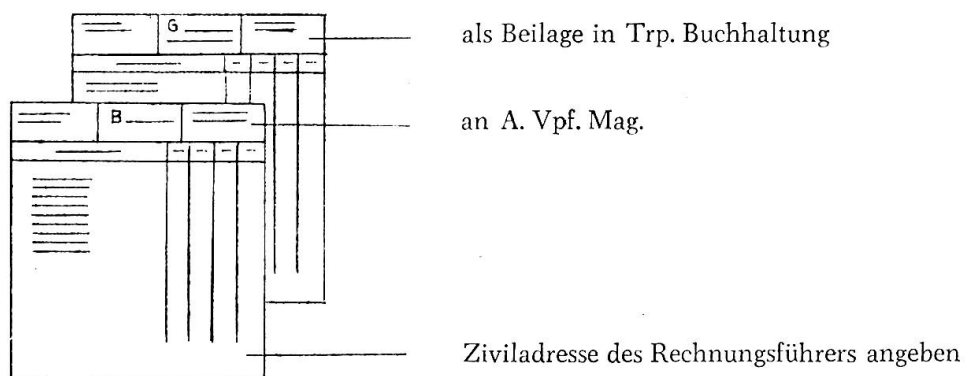 G
als Beilage in Trp. Buchhaltung
B
an A. Vpf. Mag.
Ziviladresse des Rechnungsführers angeben